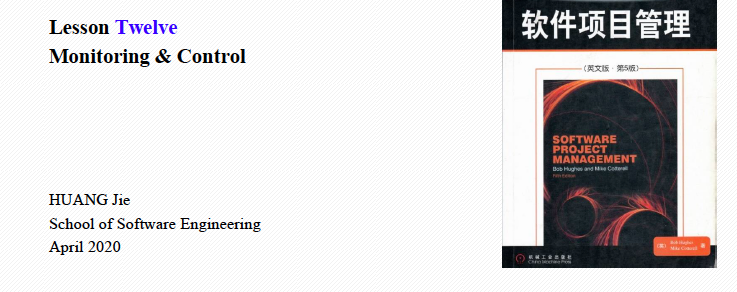 Lesson Twelve
Monitoring & Control
HUANG Jie
School of Software Engineering
April 2020
软件项目管理
(英文版·第5版)
SOFTWARE
PROJECT
MANAGEMENT
Bob Hughes and Mike Cotterell
Fifth Edition
(英) Bob Hughes
Mike Cotterell 著
机械工业出版社
China Machine Press